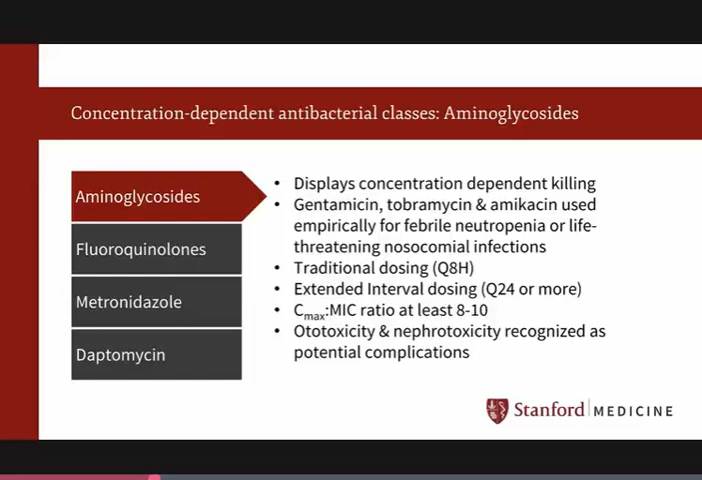 Concentration-dependent antibacterial classes: Aminoglycosides
Aminoglycosides
Fluoroquinolones
Metronidazole
Daptomycin
• Displays concentration dependent killing
• Gentamicin, tobramycin & amikacin used
empirically for febrile neutropenia or life-
threatening nosocomial infections
• Traditional dosing (Q8H)
• Extended Interval dosing (Q24 or more)
• Cmax:MIC ratio at least 8-10
• Ototoxicity & nephrotoxicity recognized as
potential complications
Stanford MEDICINE